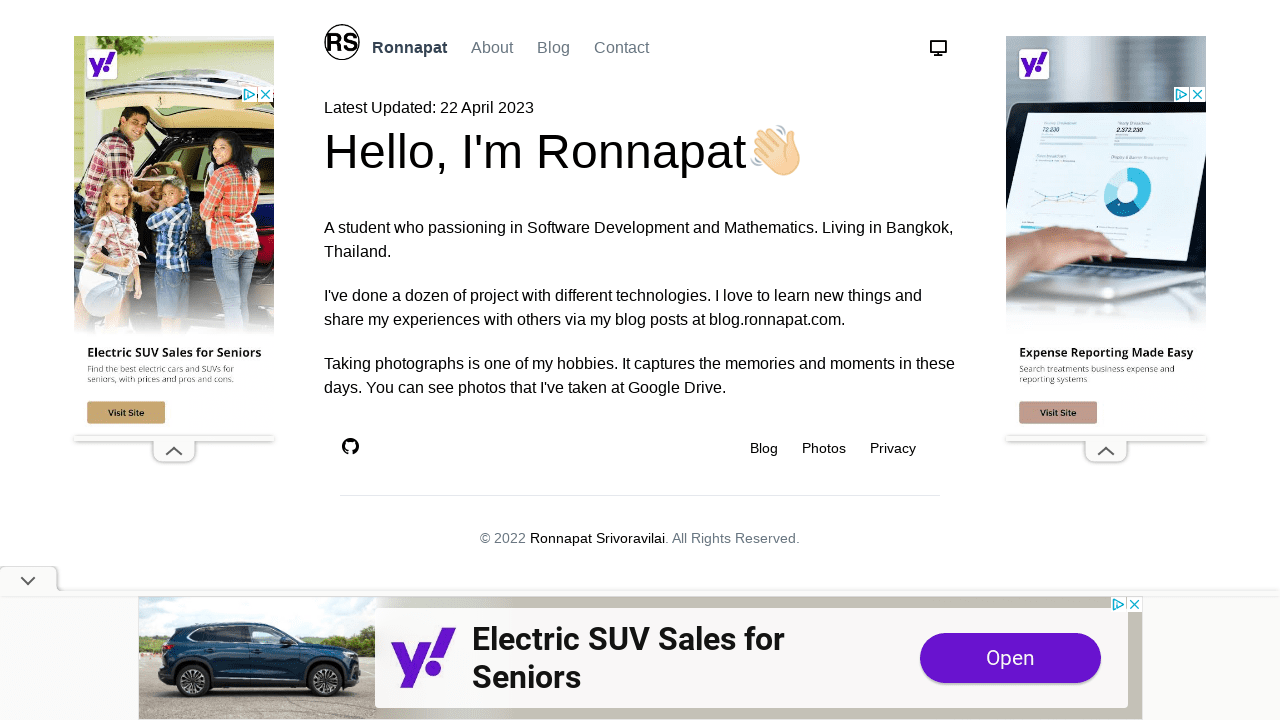 RS Ronnapat About Blog Contact
Latest Updated: 22 April 2023
Hello, I'm Ronnapat
A student who passioning in Software Development and Mathematics. Living in Bangkok,
Thailand.
I've done a dozen of project with different technologies. I love to learn new things and
share my experiences with others via my blog posts at blog.ronnapat.com.
Taking photographs is one of my hobbies. It captures the memories and moments in these
days. You can see photos that I've taken at Google Drive.
Blog Photos Privacy
© 2022 Ronnapat Srivoravilai. All Rights Reserved.
y!
Electric SUV Sales for Seniors
Find the best electric cars and SUVs for
seniors, with prices and pros and cons.
Visit Site
y!
72,230
2,372,230
Expense Reporting Made Easy
Search treatments business expense and
reporting systems
Visit Site
y!
Electric SUV Sales for
Seniors
Open